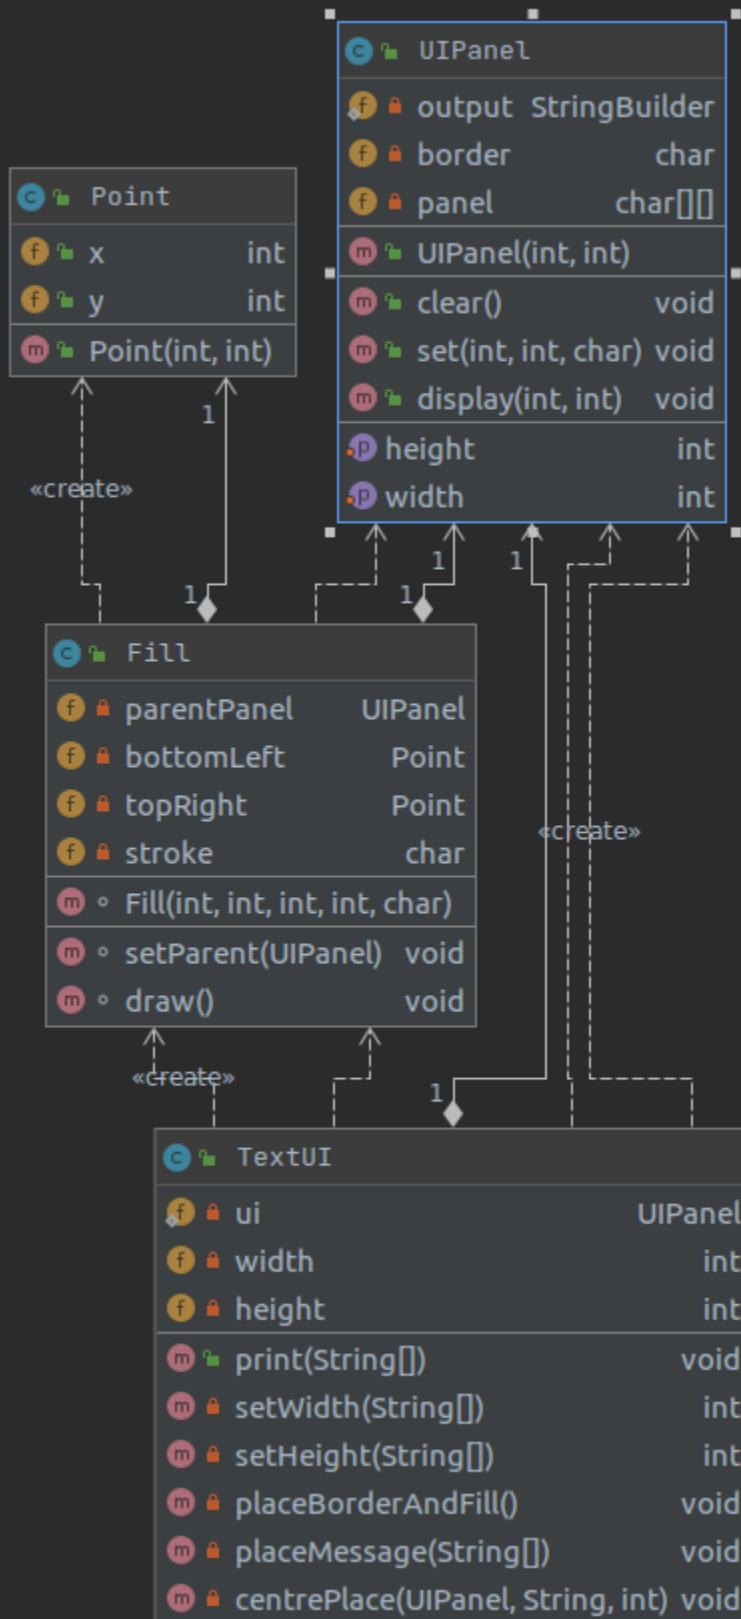 UIPanel
output StringBuilder
border char
panel char[][]
UIPanel(int, int)
clear() void
set(int, int, char) void
display(int, int) void
height int
width int
Point
x int
y int
Point(int, int)
1
«create»
1
1
1
1
Fill
parentPanel UIPanel
bottomLeft Point
topRight Point
stroke char
Fill(int, int, int, int, char)
setParent(UIPanel) void
draw() void
«create»
«create»
1
TextUI
ui UIPanel
width int
height int
print(String[]) void
setWidth(String[]) int
setHeight(String[]) int
placeBorderAndFill() void
placeMessage(String[]) void
centrePlace(UIPanel, String, int) void